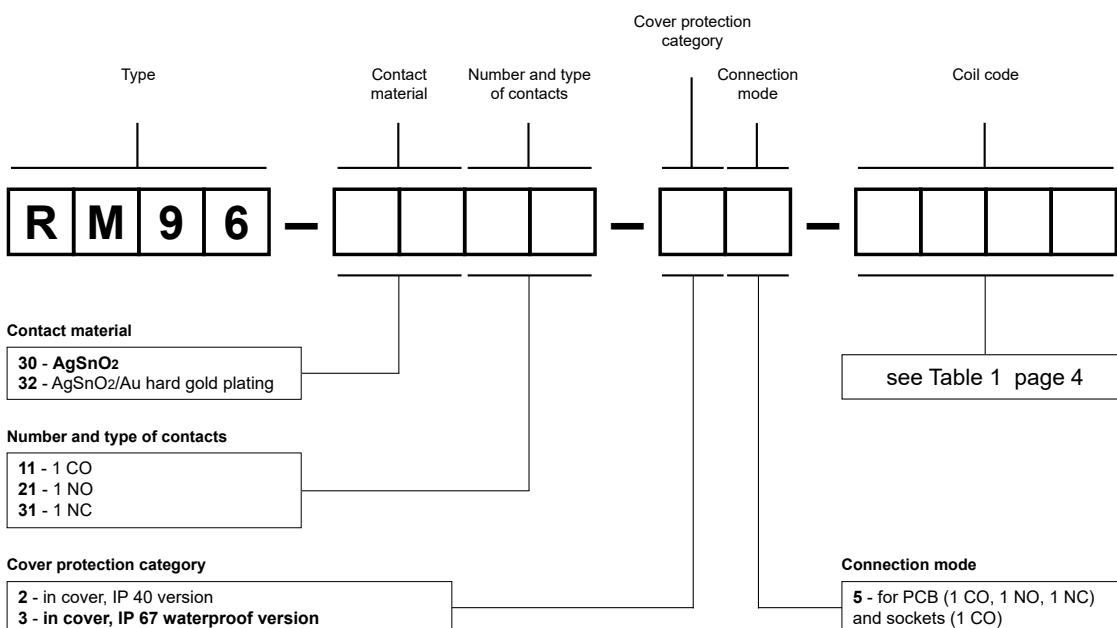 Cover protection
category
Type
Contact
material
Number and type
of contacts
Connection
mode
Coil code
RM96 – –  –
Contact material
30 - AgSnO2
32 - AgSnO2/Au hard gold plating
see Table 1 page 4
Number and type of contacts
11 - 1 CO
21 - 1 NO
31 - 1 NC
Cover protection category
2 - in cover, IP 40 version
3 - in cover, IP 67 waterproof version
Connection mode
5 - for PCB (1 CO, 1 NO, 1 NC)
and sockets (1 CO)